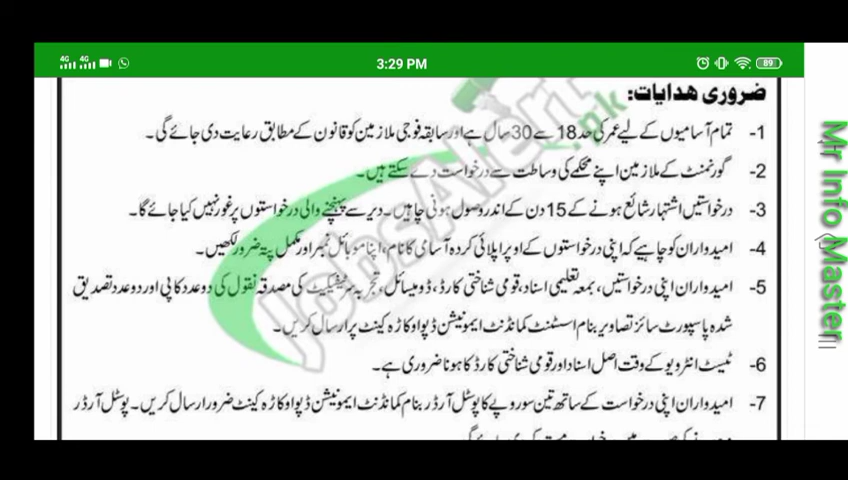 4G 4G
3:29 PM
89
ضروری ھدایات:
1- تمام آسامیوں کے لیے عمر کی حد 18 سے 30 سال ہے اور سابقہ فوجی ملازمین کو قانون کے مطابق رعایت دی جائے گی۔
2- گورنمنٹ کے ملازمین اپنے محکمے کی وساطت سے درخواست دے سکتے ہیں۔
3- درخواستیں اشتہار شائع ہونے کے 15 دن کے اندر وصول ہونی چاہیں۔ دیر سے پہنچنے والی درخواستوں پر غور نہیں کیا جائے گا۔
4- امیدواران کو چاہیے کہ اپنی درخواستوں کے اوپر اپلائی کردہ آسامی کا نام، اپنا موبائل نمبر اور مکمل پتہ ضرور لکھیں۔
5- امیدواران اپنی درخواستیں، بمعہ تعلیمی اسناد، قومی شناختی کارڈ، ڈومیسائل، تجربہ سرٹیفکیٹ کی مصدقہ نقول کی دو عدد کاپی اور دو عدد تصدیق
شدہ پاسپورٹ سائز تصاویر بنام اسسٹنٹ کمانڈنٹ ایمونیشن ڈپو اوکاڑہ کینٹ پر ارسال کریں۔
6- ٹیسٹ انٹرویو کے وقت اصل اسناد اور قومی شناختی کارڈ کا ہونا ضروری ہے۔
7- امیدواران اپنی درخواست کے ساتھ تین سو روپے کا پوسٹل آرڈر بنام کمانڈنٹ ایمونیشن ڈپو اوکاڑہ کینٹ ضرور ارسال کریں۔ پوسٹل آرڈر
JobsAlert.pk
Mr Info Master